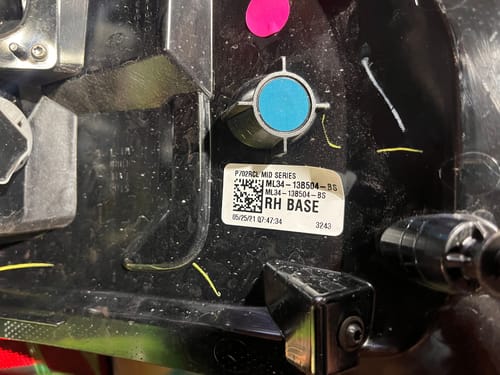 P702RCL MID SERIES
ML34-13B504-BS
ML34-13B504-BS
RH BASE
05/25/21 07:47:34 3243